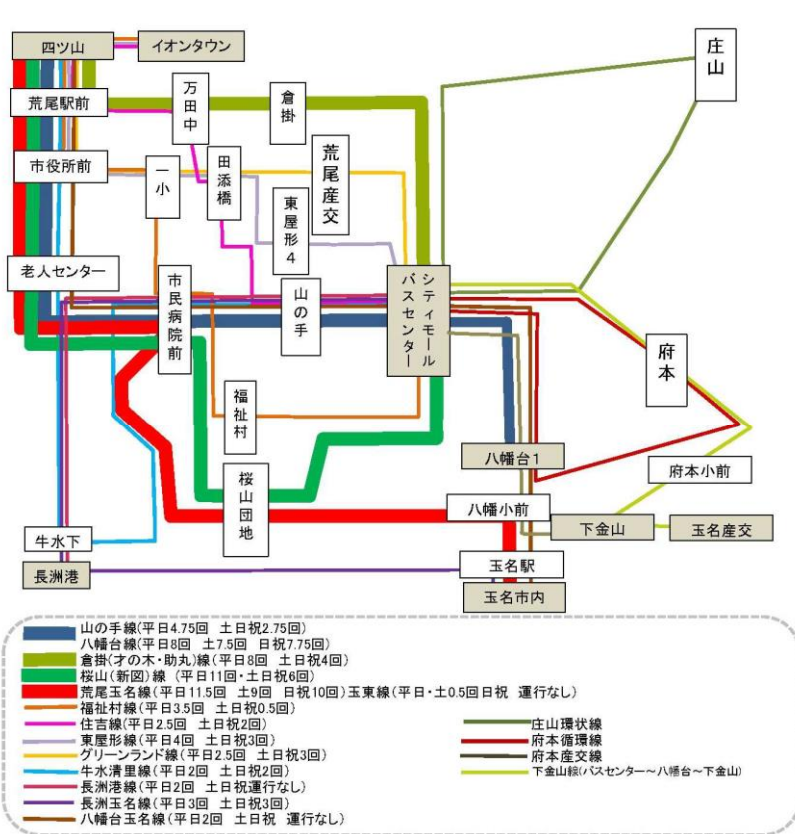 四ツ山
イオンタウン
庄山
荒尾駅前
万田中
倉掛
市役所前
一小
田添橋
荒尾産交
東屋形4
老人センター
市民病院前
山の手
シティモール
バスセンター
府本
福祉村
八幡台1
府本小前
桜山団地
八幡小前
下金山
玉名産交
牛水下
玉名駅
長洲港
玉名市内
山の手線(平日4.75回 土日祝2.75回)
八幡台線(平日8回 土7.5回 日祝7.75回)
倉掛(才の木・助丸)線(平日8回 土日祝4回)
桜山(新図)線 (平日11回・土日祝6回)
荒尾玉名線(平日11.5回 土9回 日祝10回)玉東線(平日・土0.5回日祝 運行なし)
福祉村線(平日3.5回 土日祝0.5回)
住吉線(平日2.5回 土日祝2回)
東屋形線(平日4回 土日祝3回)
グリーンランド線(平日2.5回 土日祝3回)
牛水清里線(平日2回 土日祝2回)
長洲港線(平日2回 土日祝運行なし)
長洲玉名線(平日3回 土日祝3回)
八幡台玉名線(平日2回 土日祝 運行なし)
庄山環状線
府本循環線
府本産交線
下金山線(バスセンター～八幡台～下金山)